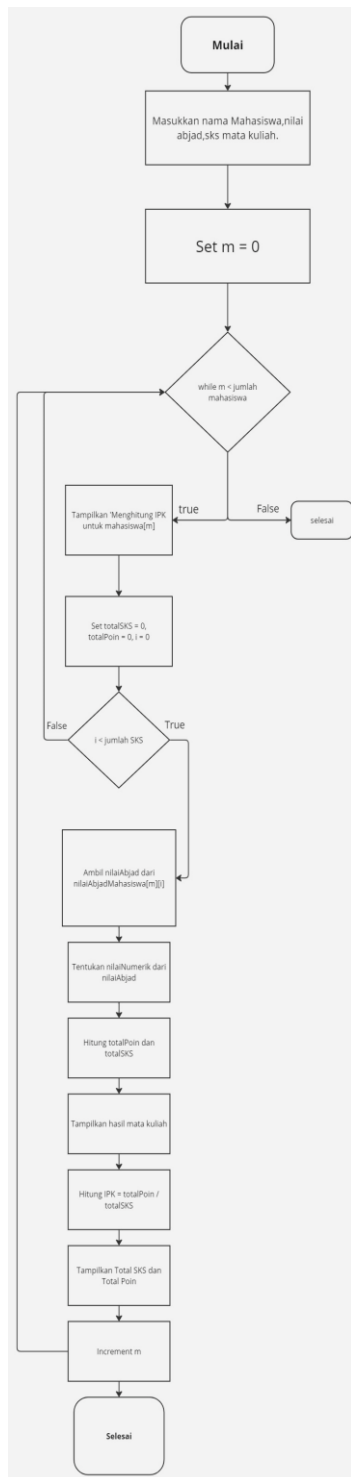 Mulai
Masukkan nama Mahasiswa,nilai
abjad,sks mata kuliah.
Set m = 0
while m < jumlah
mahasiswa
true
False
Tampilkan 'Menghitung IPK
untuk mahasiswa[m]
selesai
Set totalSKS = 0,
totalPoin = 0, i = 0
False
True
i < jumlah SKS
Ambil nilaiAbjad dari
nilaiAbjadMahasiswa[m][i]
Tentukan nilaiNumerik dari
nilaiAbjad
Hitung totalPoin dan
totalSKS
Tampilkan hasil mata kuliah
Hitung IPK = totalPoin /
totalSKS
Tampilkan Total SKS dan
Total Poin
Increment m
Selesai